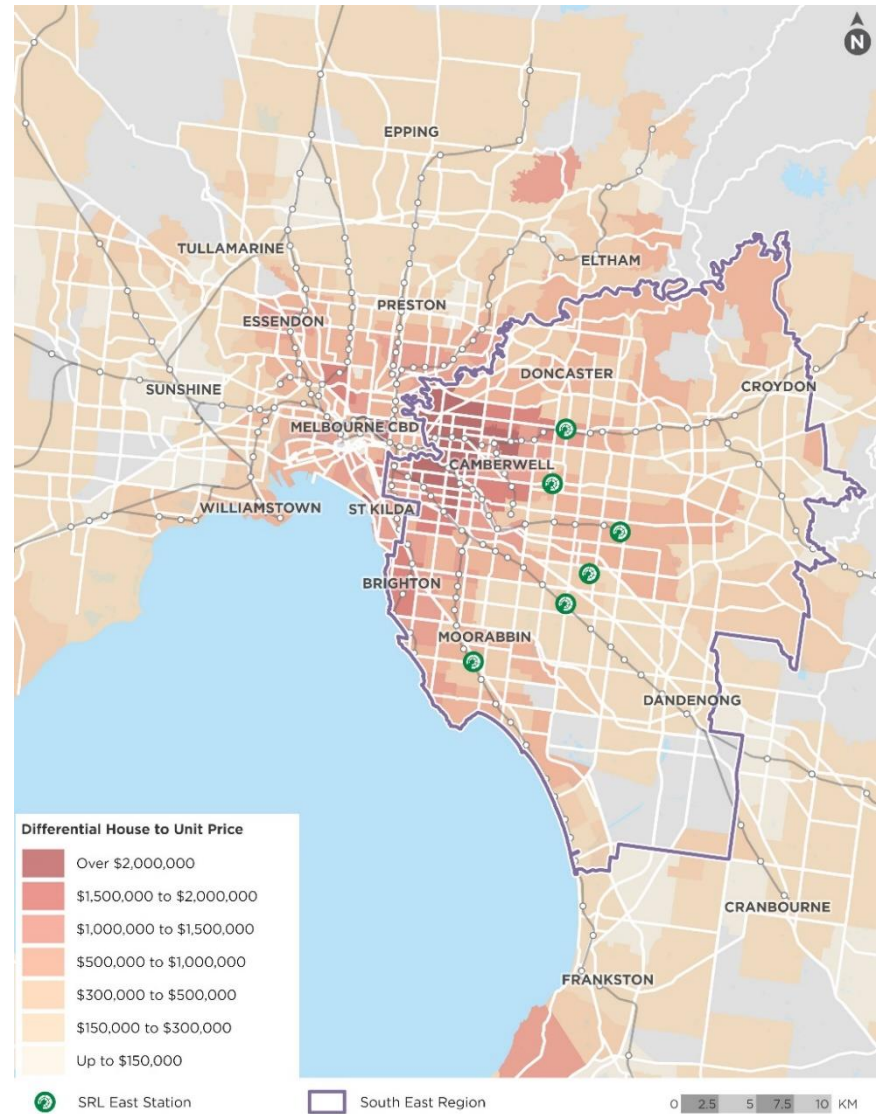 N
EPPING
TULLAMARINE
ELTHAM
PRESTON
ESSENDON
DONCASTER
CROYDON
SUNSHINE
MELBOURNE CBD
CAMBERWELL
WILLIAMSTOWN
ST KILDA
BRIGHTON
MOORABBIN
DANDENONG
CRANBOURNE
FRANKSTON
Differential House to Unit Price
Over $2,000,000
$1,500,000 to $2,000,000
$1,000,000 to $1,500,000
$500,000 to $1,000,000
$300,000 to $500,000
$150,000 to $300,000
Up to $150,000
SRL East Station
South East Region
0 2.5 5 7.5 10 KM